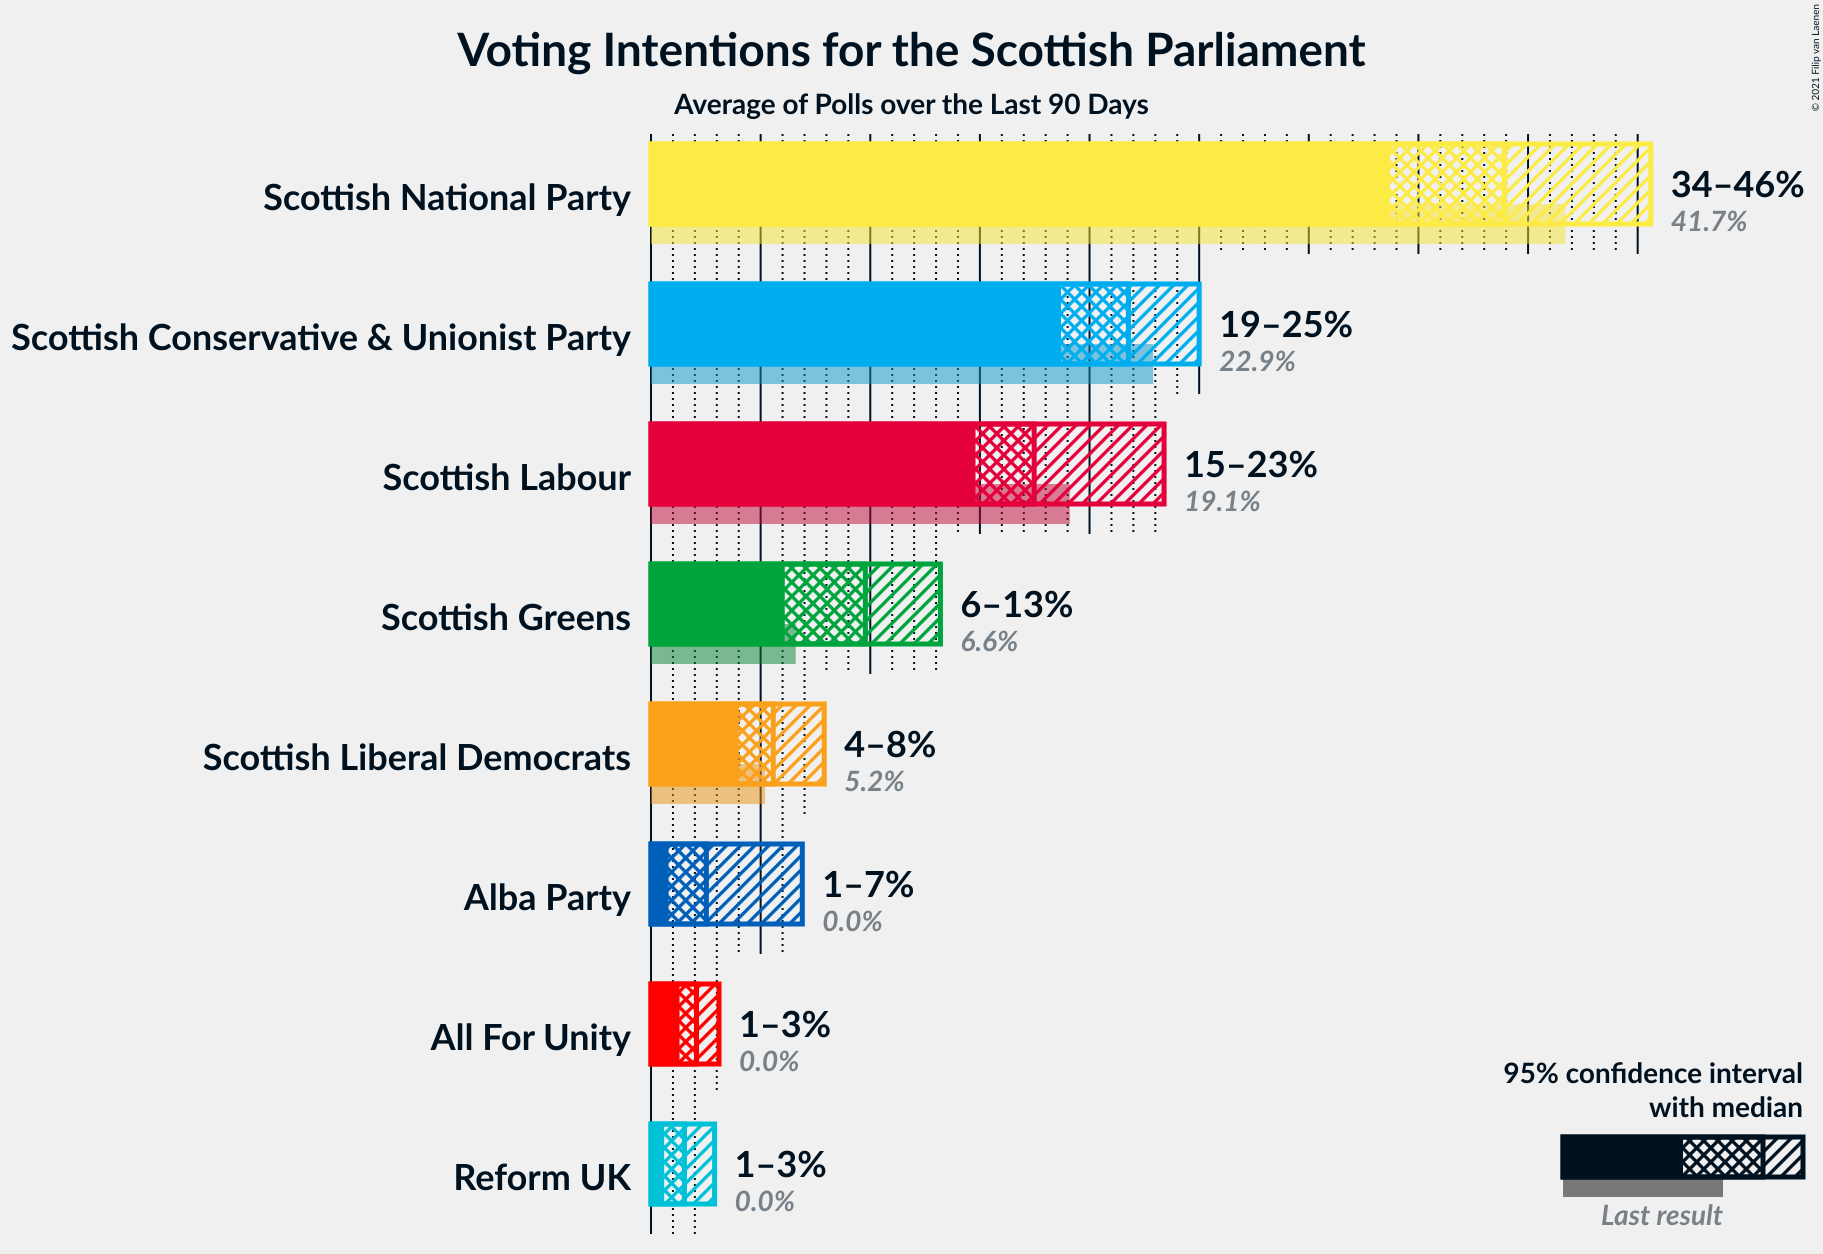 Voting Intentions for the Scottish Parliament
Average of Polls over the Last 90 Days
© 2021 Filip van Laenen
Scottish National Party
34–46%
41.7%
Scottish Conservative & Unionist Party
19–25%
22.9%
Scottish Labour
15–23%
19.1%
Scottish Greens
6–13%
6.6%
Scottish Liberal Democrats
4–8%
5.2%
Alba Party
1–7%
0.0%
All For Unity
1–3%
0.0%
Reform UK
1–3%
0.0%
95% confidence interval
with median
Last result